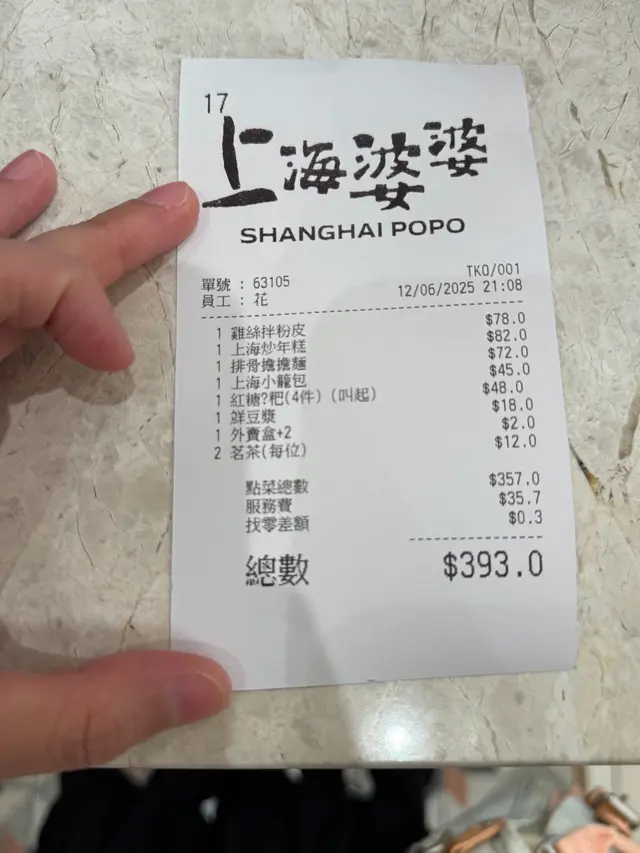 17
上海婆婆
SHANGHAI POPO
TKO/001
單號 : 63105
員工 : 花 12/06/2025 21:08
1 雞絲拌粉皮 $78.0
1 上海炒年糕 $82.0
1 排骨擔擔麵 $72.0
1 上海小籠包 $45.0
1 紅糖?粑(4件) (叫起) $48.0
1 鮮豆漿 $18.0
1 外賣盒+2 $2.0
2 茗茶(每位) $12.0
點菜總數 $357.0
服務費 $35.7
找零差額 $0.3
總數 $393.0